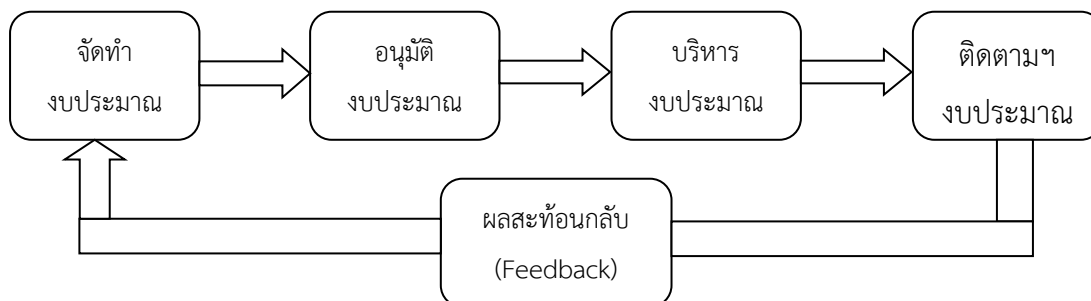 จัดทำ
งบประมาณ
อนุมัติ
งบประมาณ
บริหาร
งบประมาณ
ติดตามฯ
งบประมาณ
ผลสะท้อนกลับ
(Feedback)